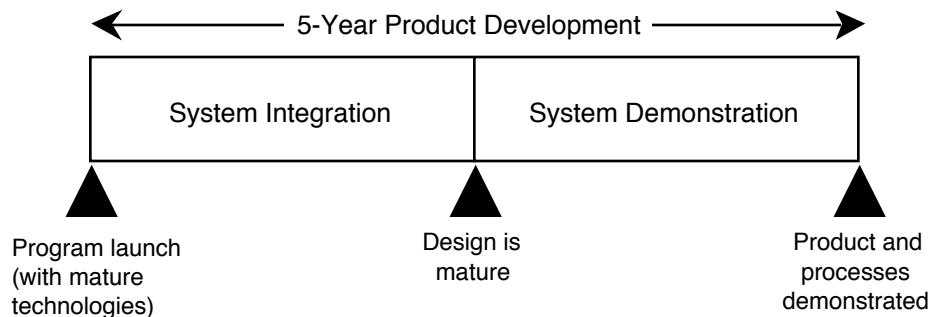 5-Year Product Development
System Integration
System Demonstration
Program launch
(with mature
technologies)
Design is
mature
Product and
processes
demonstrated